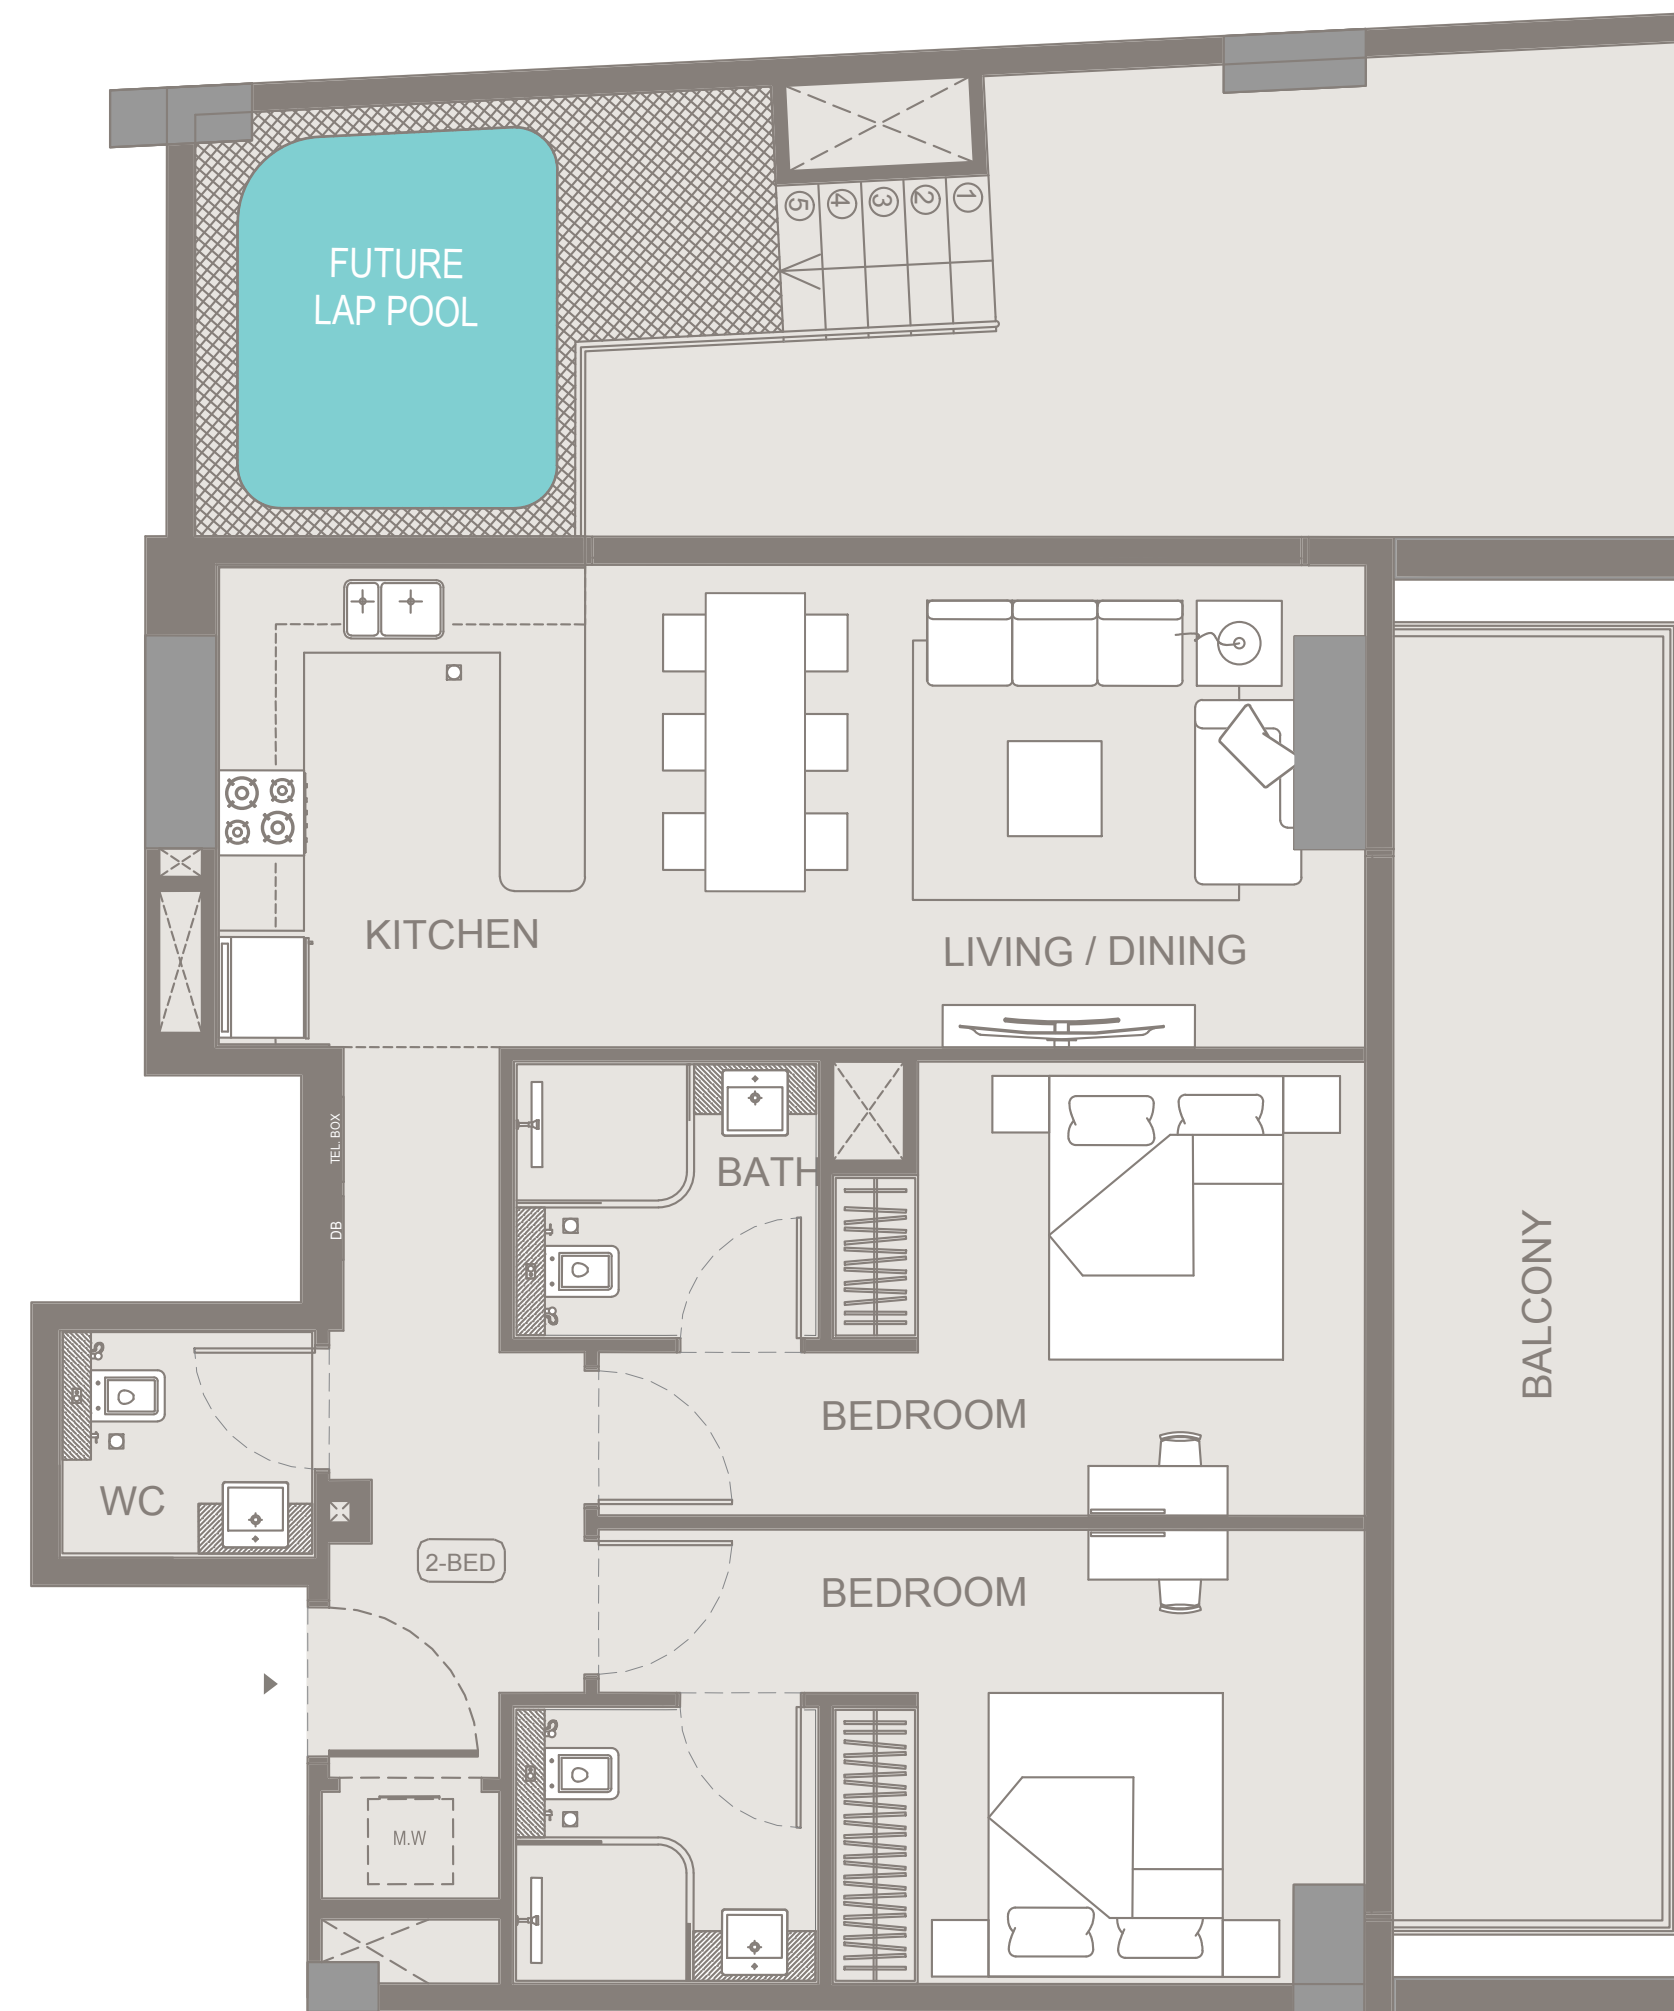 FUTURE
LAP POOL
5
4
3
2
1
KITCHEN
LIVING / DINING
TEL. BOX
BATH
DB
BALCONY
BEDROOM
WC
2-BED
BEDROOM
M.W